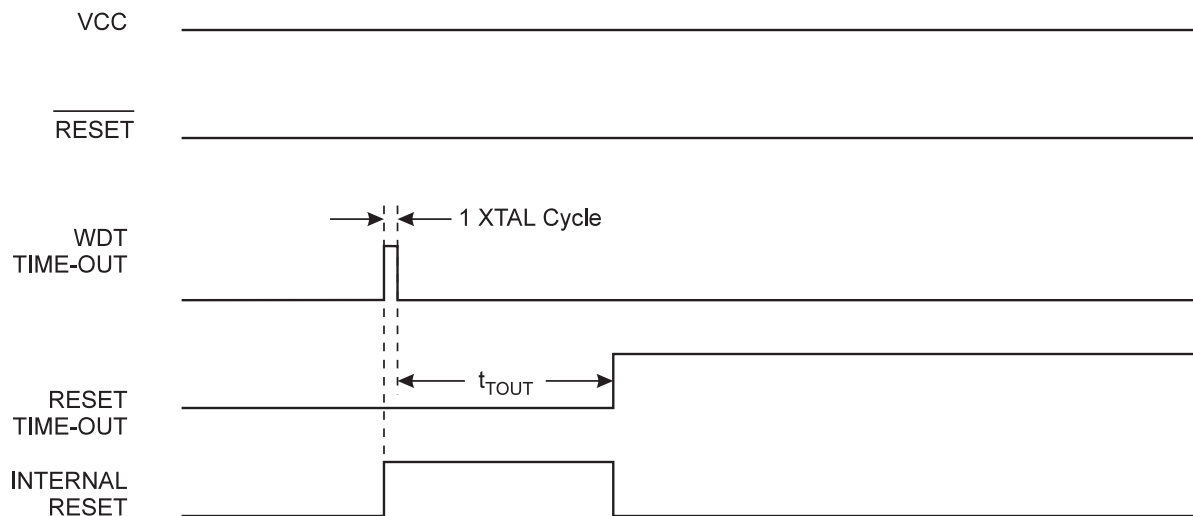 VCC
RESET
1 XTAL Cycle
WDT
TIME-OUT
tTOUT
RESET
TIME-OUT
INTERNAL
RESET